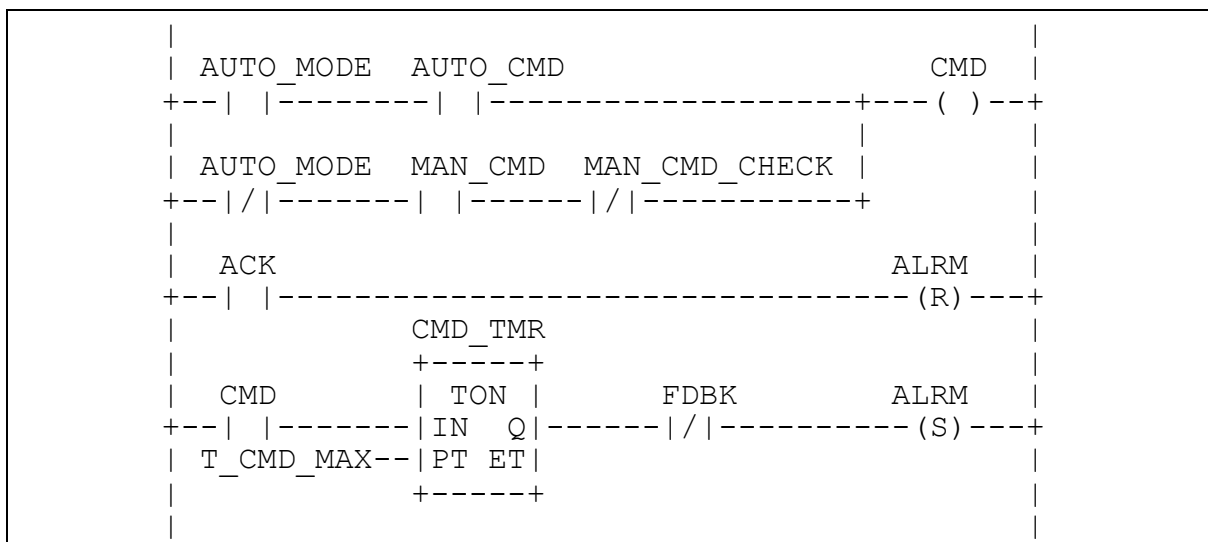 |                                            |
| AUTO_MODE  AUTO_CMD                   CMD  |
+--| |--------| |-------------------+---( )--+
|                                   |        |
| AUTO_MODE  MAN_CMD  MAN_CMD_CHECK |        |
+--|/|-------| |------|/|-----------+        |
|                                            |
|  ACK                                ALRM   |
+--| |---------------------------------(R)---+
|            CMD_TMR                         |
|            +-----+                         |
|  CMD       | TON |      FDBK       ALRM    |
+--| |-------|IN  Q|------|/|----------(S)---+
| T_CMD_MAX--|PT ET|                         |
|            +-----+                         |
|                                            |